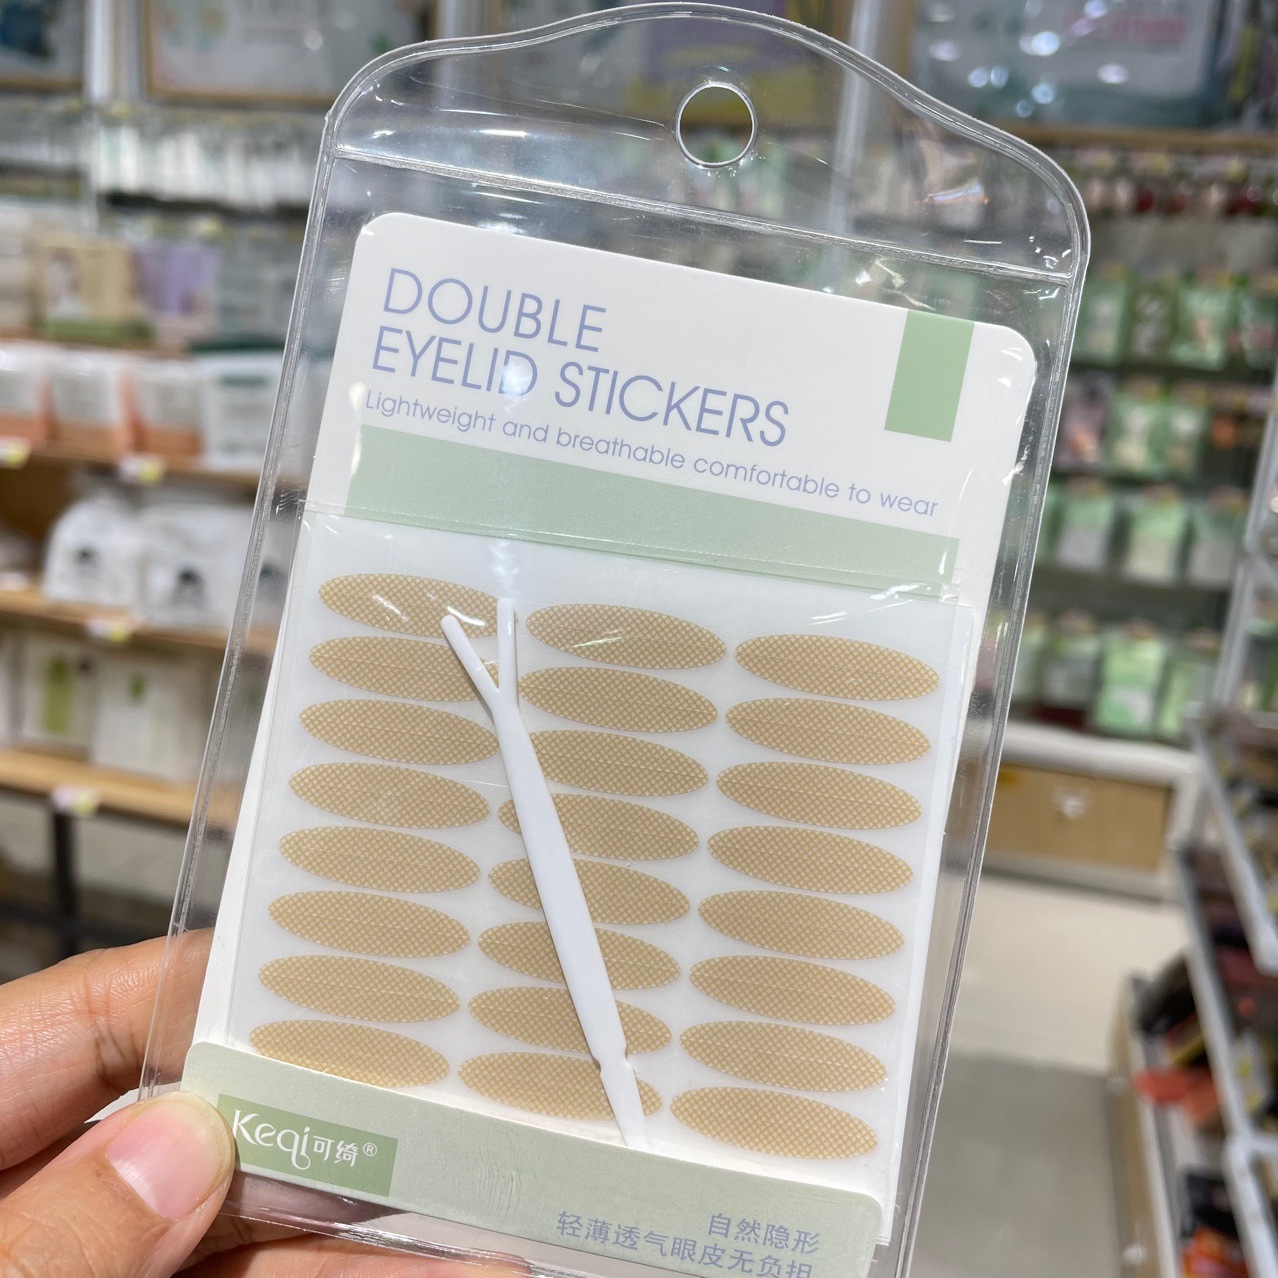 DOUBLE
EYELID STICKERS
Lightweight and breathable comfortable to wear
Keqi可绮®
自然隐形
轻薄透气眼皮无负担